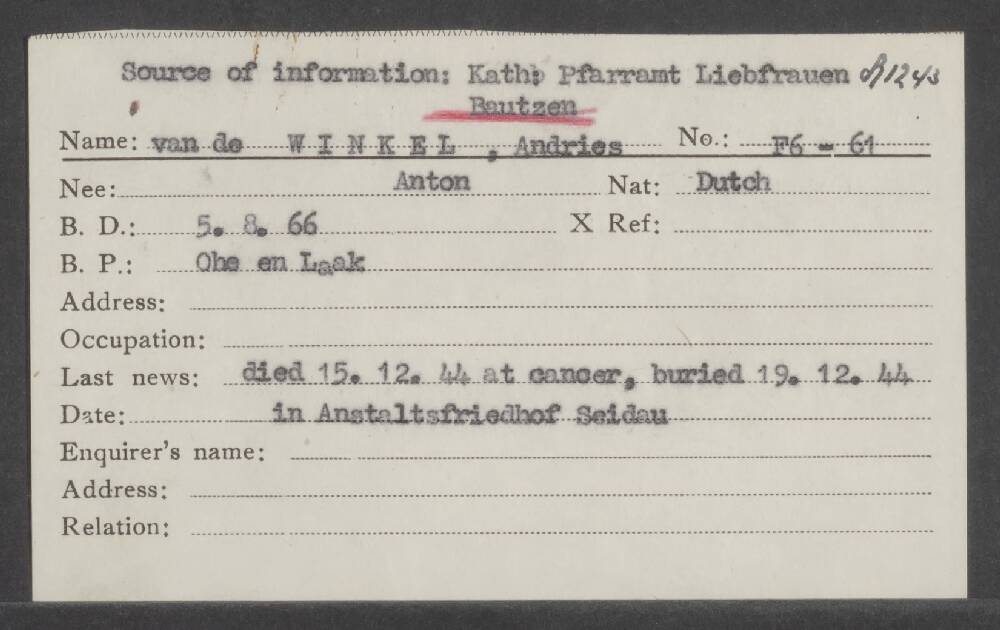 Source of information: Kath. Pfarramt Liebfrauen
Bautzen
Name: van de WINKEL, Andries No.: F6 - 61
Nee: Anton Nat: Dutch
B. D.: 5. 8. 66 X Ref:
B. P.: Ohe en Laak
Address:
Occupation:
Last news: died 15. 12. 44 at cancer, buried 19. 12. 44
Date: in Anstaltsfriedhof Seidau
Enquirer's name:
Address:
Relation: